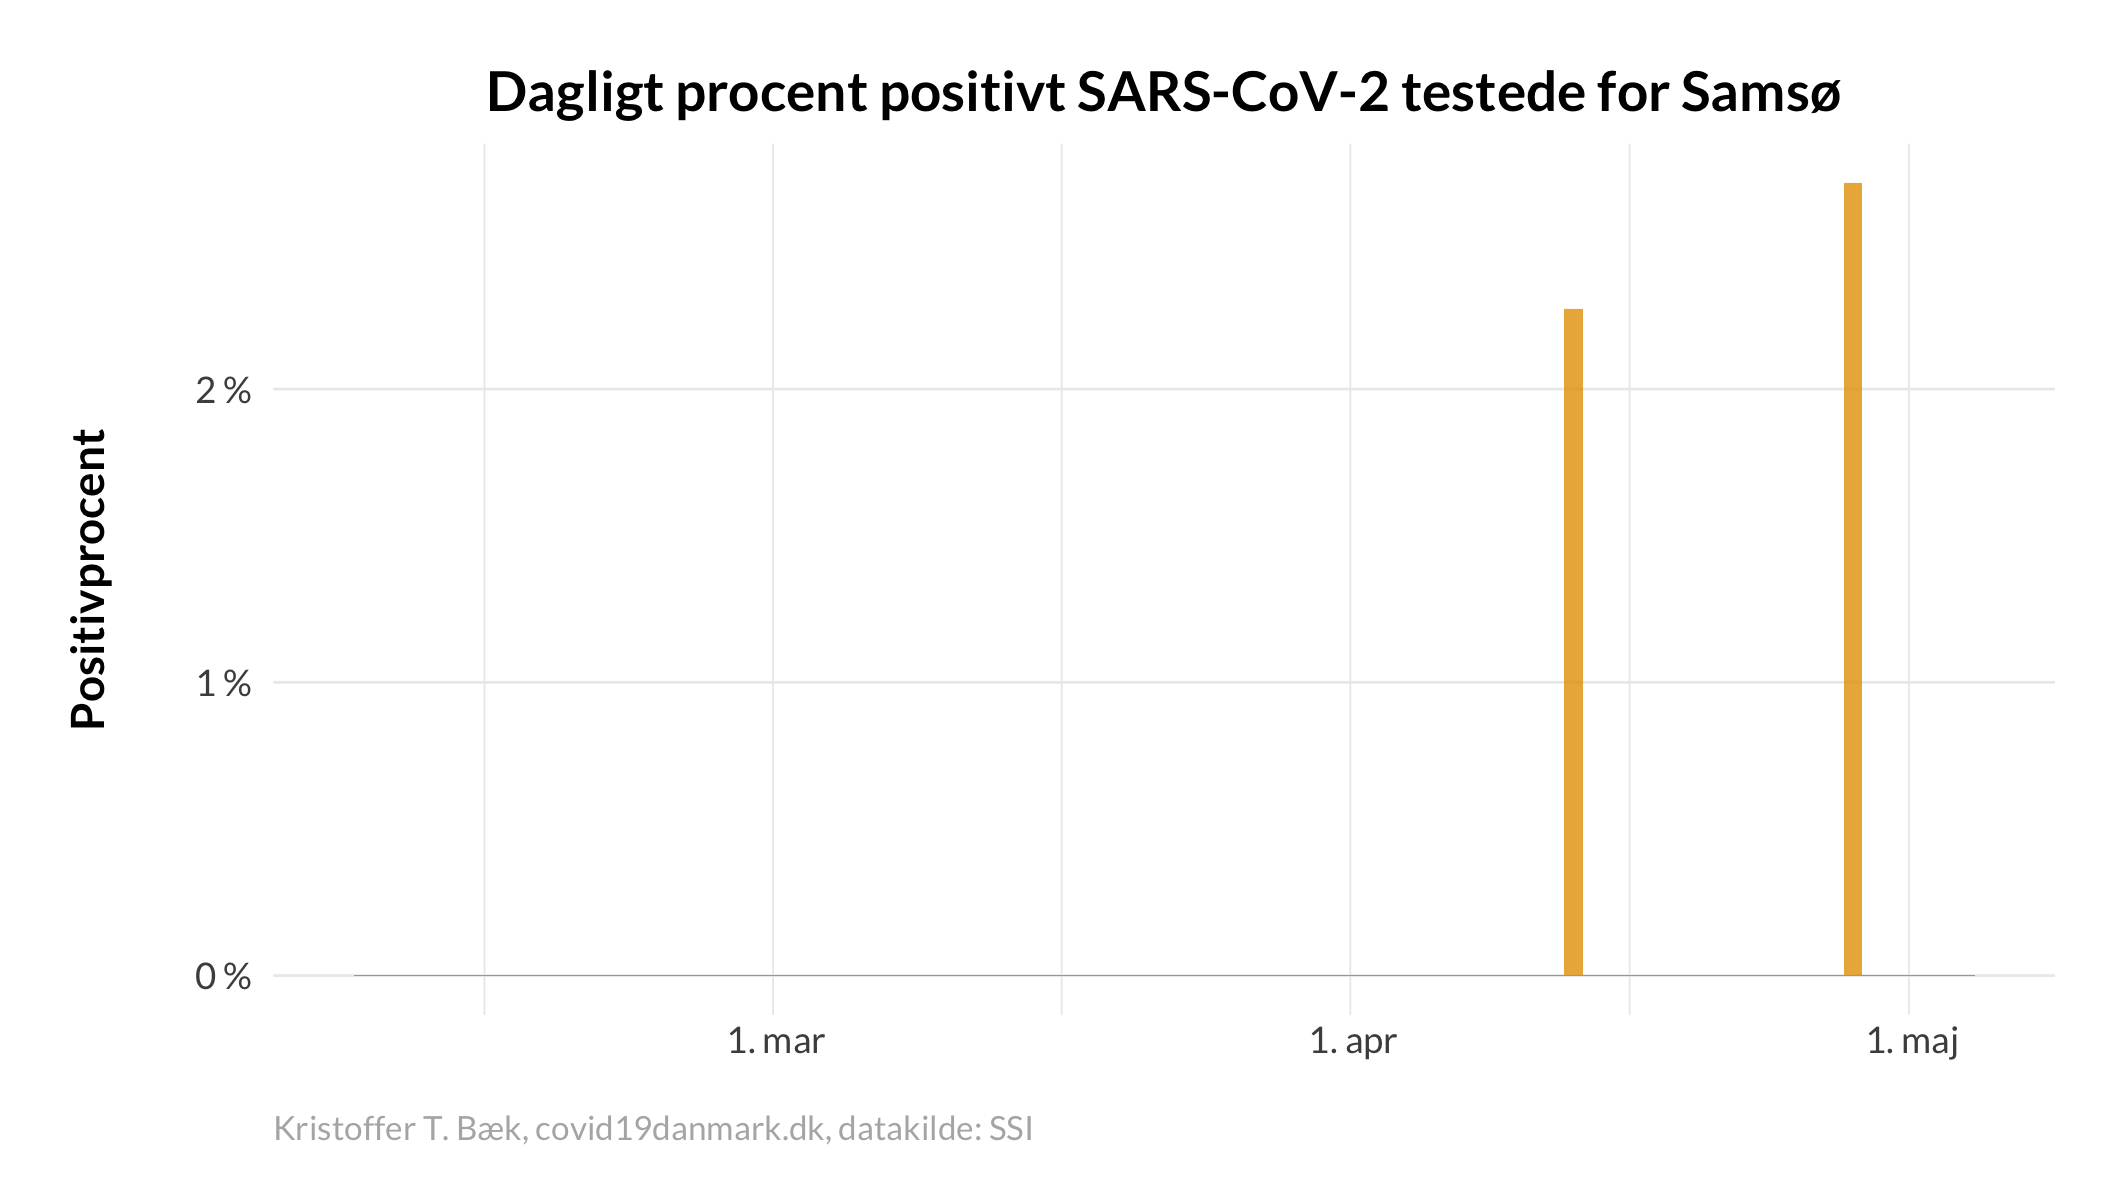 Dagligt procent positivt SARS-CoV-2 testede for Samsø
Positivprocent
2 %
1 %
0 %
1. mar
1. apr
1. maj
Kristoffer T. Bæk, covid19danmark.dk, datakilde: SSI